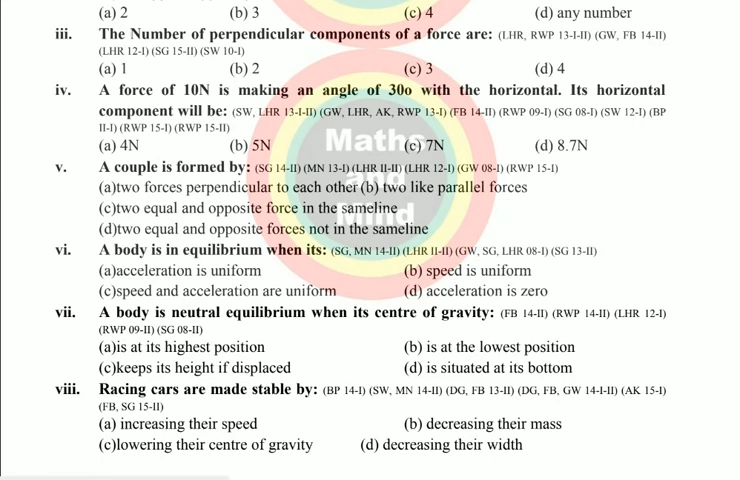 (a) 2 (b) 3 (c) 4 (d) any number
iii. The Number of perpendicular components of a force are: (LHR, RWP 13-I-II) (GW, FB 14-II)
(LHR 12-I) (SG 15-II) (SW 10-I)
(a) 1 (b) 2 (c) 3 (d) 4
iv. A force of 10N is making an angle of 30o with the horizontal. Its horizontal
component will be: (SW, LHR 13-I-II) (GW, LHR, AK, RWP 13-I) (FB 14-II) (RWP 09-I) (SG 08-I) (SW 12-I) (BP
II-I) (RWP 15-I) (RWP 15-II)
(a) 4N (b) 5N (c) 7N (d) 8.7N
v. A couple is formed by: (SG 14-II) (MN 13-I) (LHR II-II) (LHR 12-I) (GW 08-I) (RWP 15-I)
(a)two forces perpendicular to each other (b) two like parallel forces
(c)two equal and opposite force in the sameline
(d)two equal and opposite forces not in the sameline
vi. A body is in equilibrium when its: (SG, MN 14-II) (LHR II-II) (GW, SG, LHR 08-I) (SG 13-II)
(a)acceleration is uniform (b) speed is uniform
(c)speed and acceleration are uniform (d) acceleration is zero
vii. A body is neutral equilibrium when its centre of gravity: (FB 14-II) (RWP 14-II) (LHR 12-I)
(RWP 09-II) (SG 08-II)
(a)is at its highest position (b) is at the lowest position
(c)keeps its height if displaced (d) is situated at its bottom
viii. Racing cars are made stable by: (BP 14-I) (SW, MN 14-II) (DG, FB 13-II) (DG, FB, GW 14-I-II) (AK 15-I)
(FB, SG 15-II)
(a) increasing their speed (b) decreasing their mass
(c)lowering their centre of gravity (d) decreasing their width
Maths
and
Mind